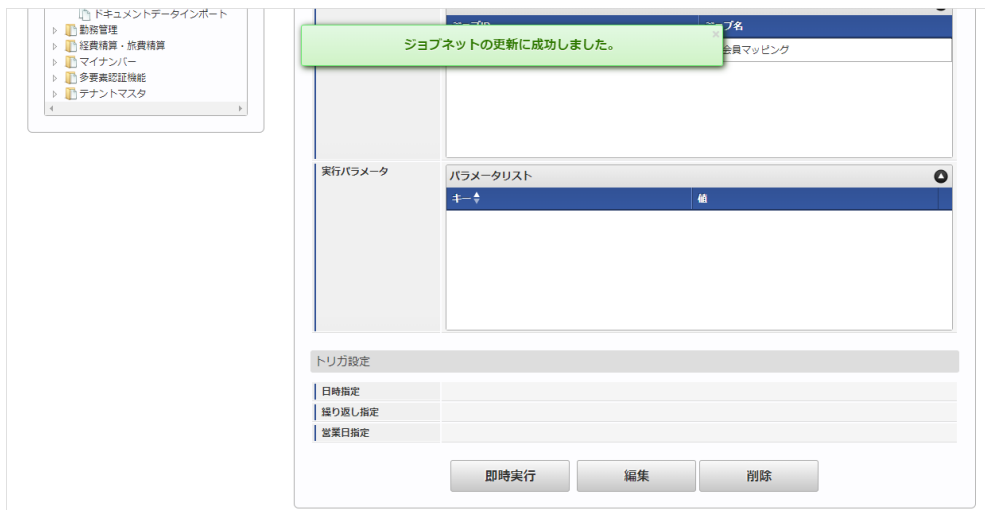 ドキュメントデータインポート
勤務管理
経費精算・旅費精算
マイナンバー
多要素認証機能
テナントマスタ
ジョブネットの更新に成功しました。
会員マッピング
実行パラメータ
パラメータリスト
キー
値
トリガ設定
日時指定
繰り返し指定
営業日指定
即時実行
編集
削除